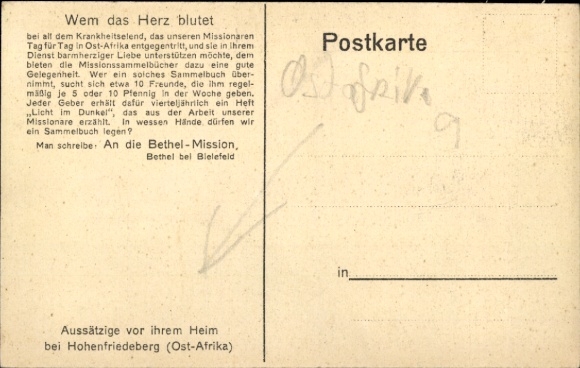 Wem das Herz blutet
bei all dem Krankheitselend, das unseren Missionaren
Tag für Tag in Ost-Afrika entgegentritt, und sie in ihrem
Dienst barmherziger Liebe unterstützen möchte, dem
bieten die Missionssammelbücher dazu eine gute
Gelegenheit. Wer ein solches Sammelbuch über-
nimmt, sucht sich etwa 10 Freunde, die ihm regel-
mäßig je 5 oder 10 Pfennig in der Woche geben.
Jeder Geber erhält dafür vierteljährlich ein Heft
„Licht im Dunkel", das aus der Arbeit unserer
Missionare erzählt. In wessen Hände dürfen wir
ein Sammelbuch legen?
Man schreibe: An die Bethel-Mission,
Bethel bei Bielefeld
Aussätzige vor ihrem Heim
bei Hohenfriedeberg (Ost-Afrika)
Postkarte
Ostafrika
9
in